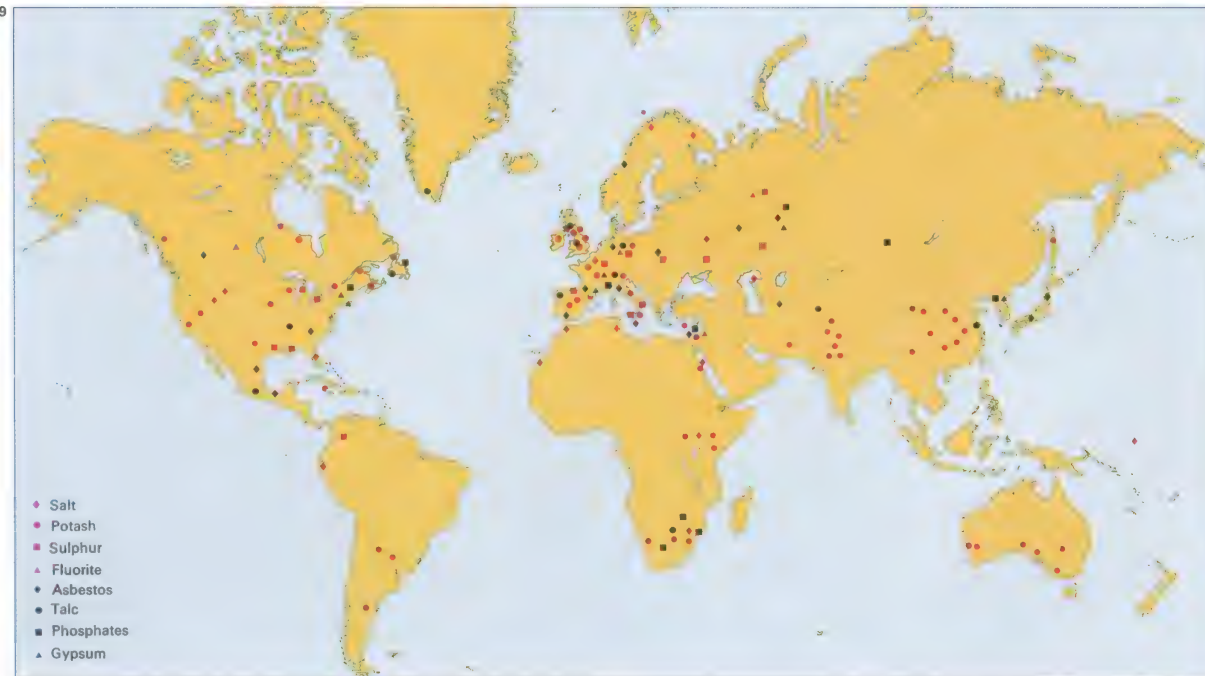 9
Salt
Potash
Sulphur
Fluorite
Asbestos
Talc
Phosphates
Gypsum